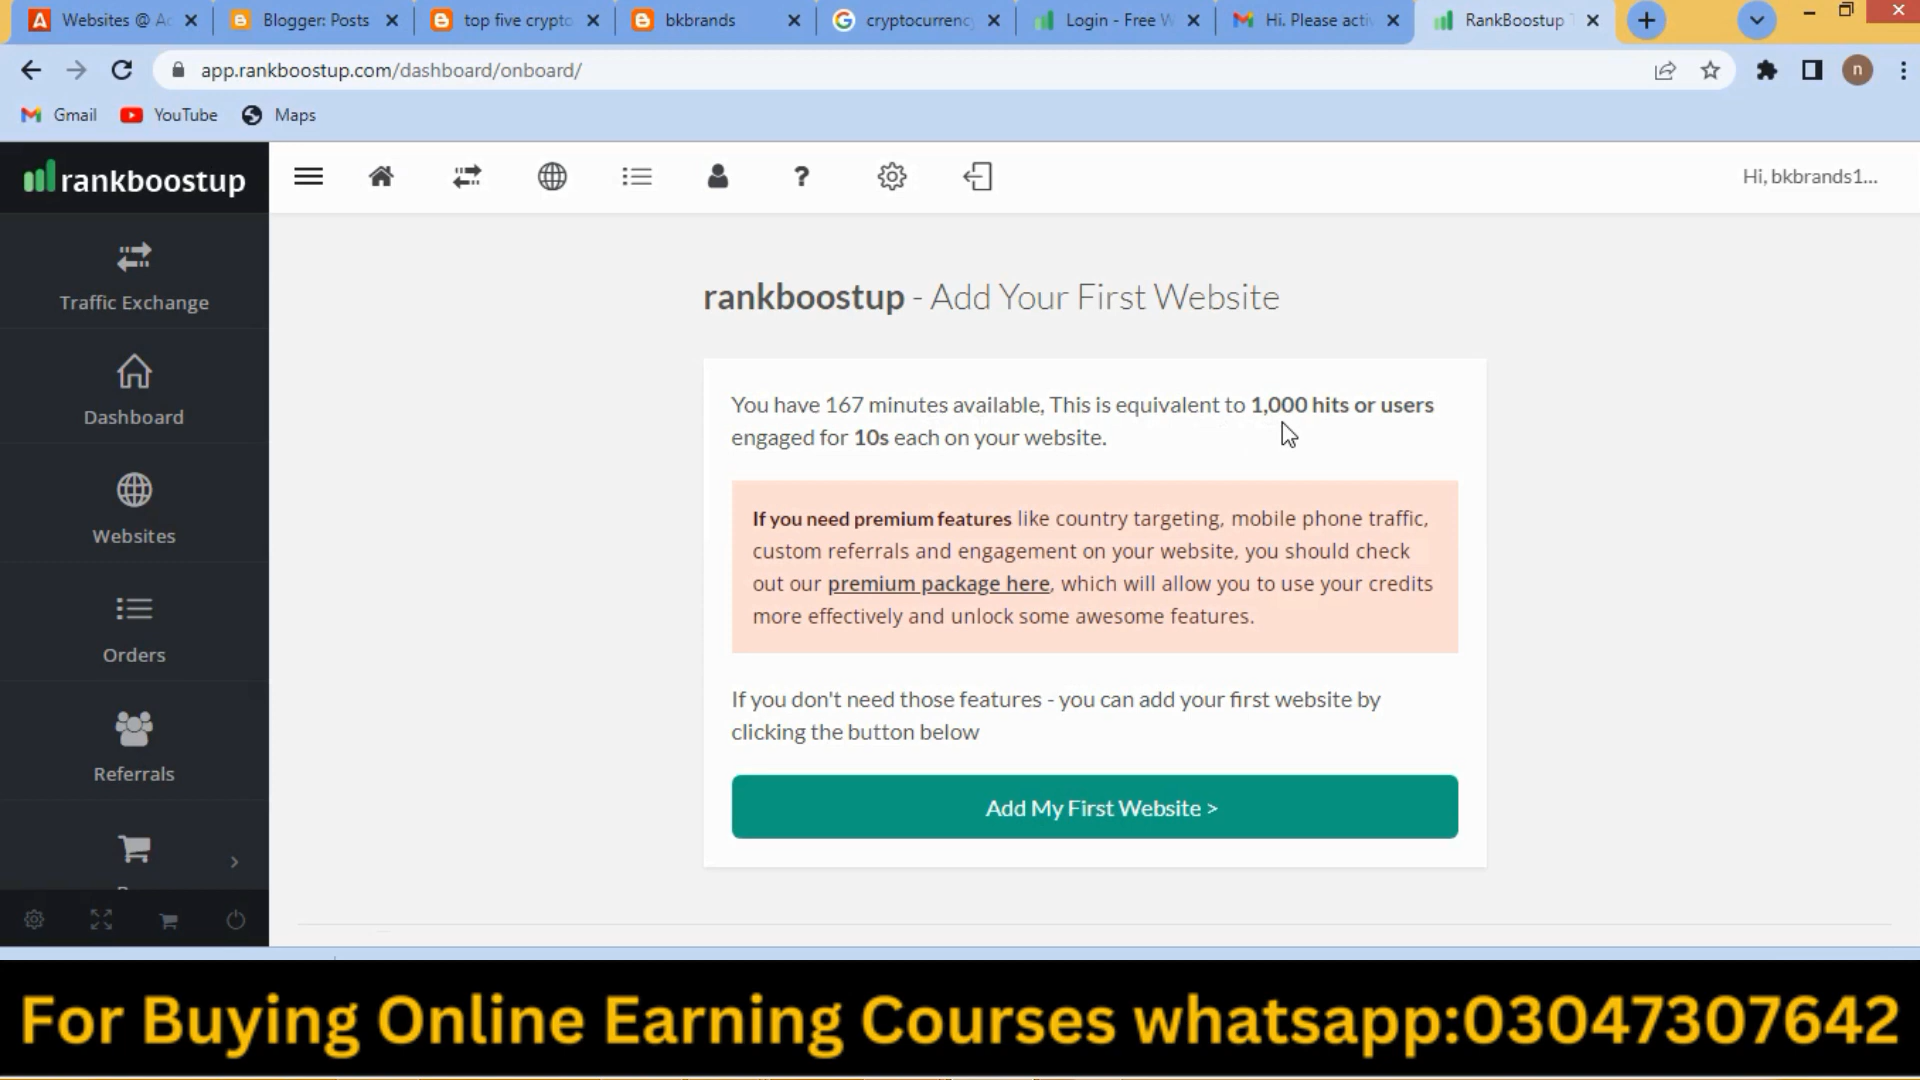 Websites @ Ac
Blogger: Posts
top five crypto
bkbrands
cryptocurrenc
Login - Free W
Hi. Please acti
RankBoostup T
app.rankboostup.com/dashboard/onboard/
n
Gmail
YouTube
Maps
rankboostup
Hi, bkbrands1...
Traffic Exchange
Dashboard
Websites
Orders
Referrals
rankboostup - Add Your First Website
You have 167 minutes available, This is equivalent to 1,000 hits or users
engaged for 10s each on your website.
If you need premium features like country targeting, mobile phone traffic,
custom referrals and engagement on your website, you should check
out our premium package here, which will allow you to use your credits
more effectively and unlock some awesome features.
If you don't need those features - you can add your first website by
clicking the button below
Add My First Website >
For Buying Online Earning Courses whatsapp:03047307642